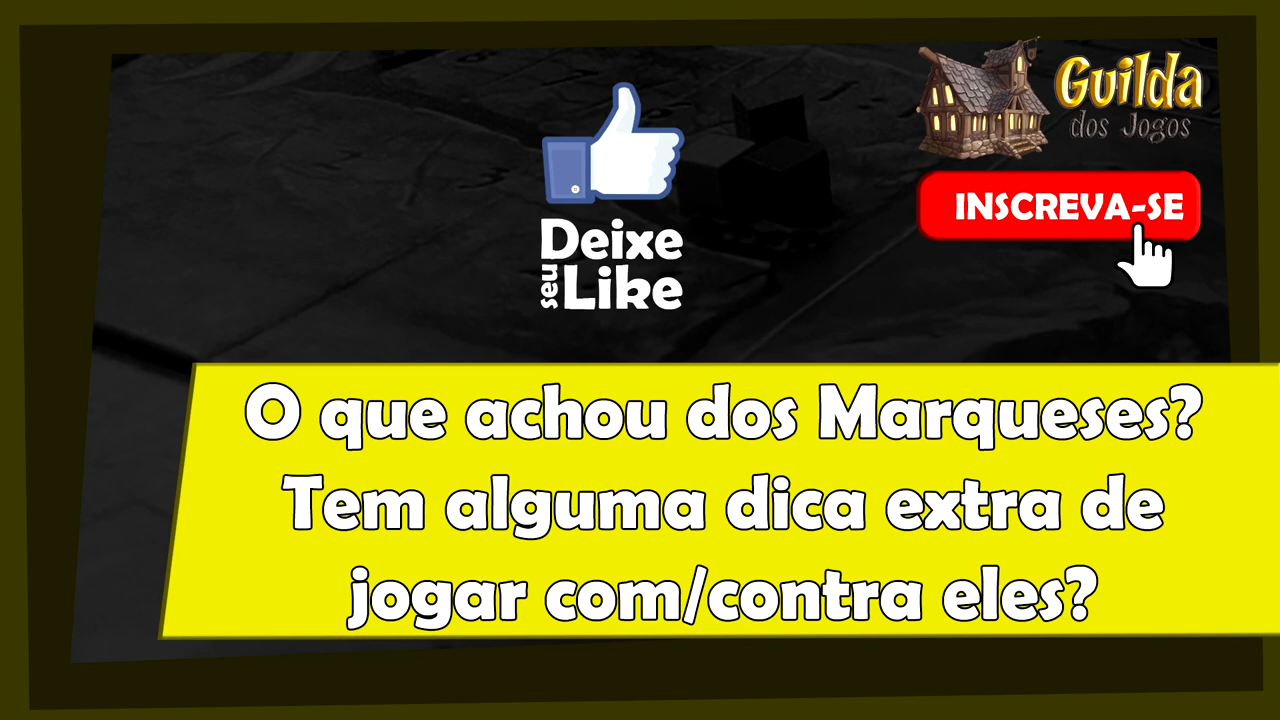 Guilda
dos Jogos
INSCREVA-SE
Deixe
seu Like
O que achou dos Marqueses?
Tem alguma dica extra de
jogar com/contra eles?